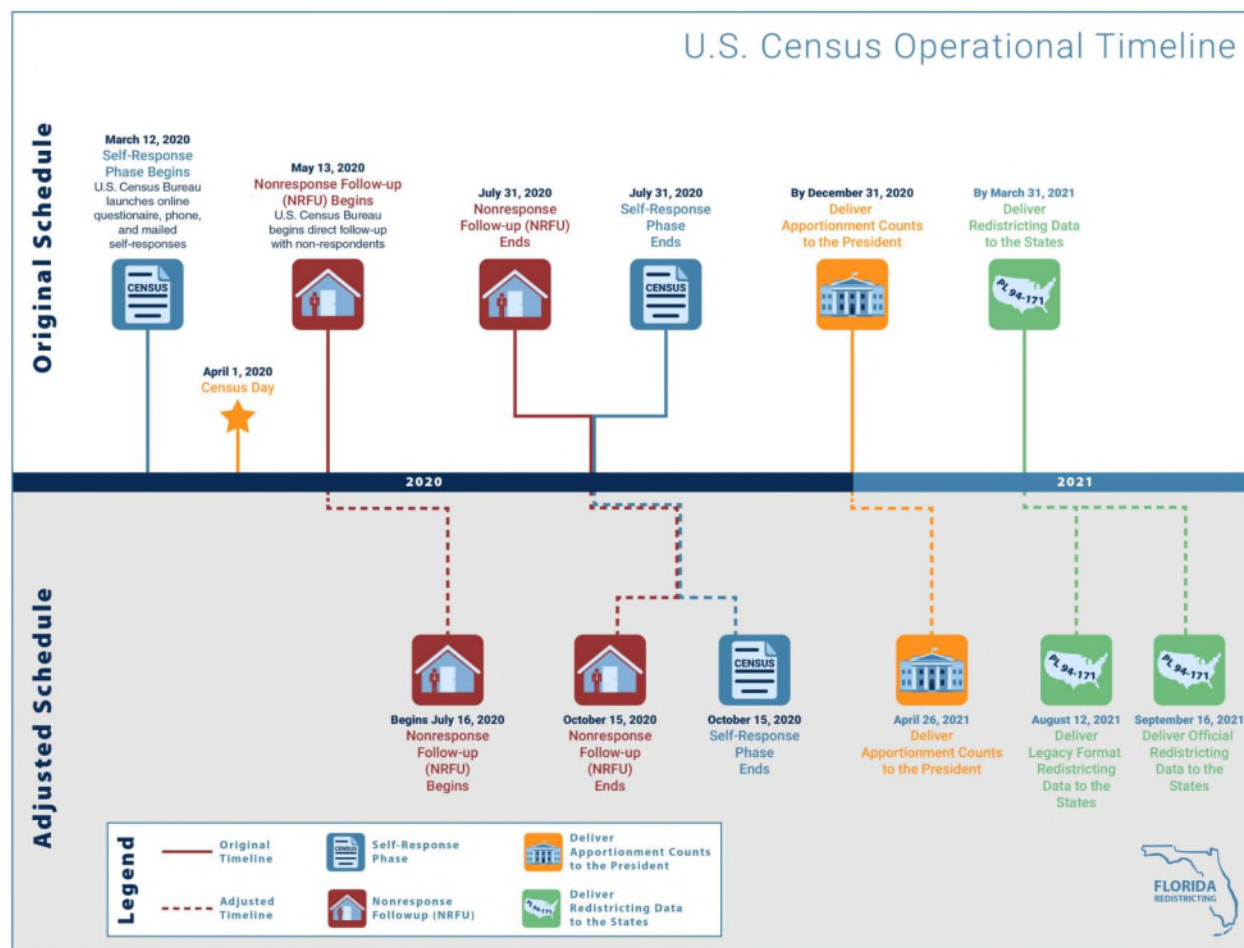 U.S. Census Operational Timeline
Original Schedule
March 12, 2020
Self-Response
Phase Begins
U.S. Census Bureau
launches online
questionaire, phone,
and mailed
self-responses
CENSUS
April 1, 2020
Census Day
May 13, 2020
Nonresponse Follow-up
(NRFU) Begins
U.S. Census Bureau
begins direct follow-up
with non-respondents
July 31, 2020
Nonresponse
Follow-up (NRFU)
Ends
July 31, 2020
Self-Response
Phase
Ends
CENSUS
By December 31, 2020
Deliver
Apportionment Counts
to the President
By March 31, 2021
Deliver
Redistricting Data
to the States
PL 94-171
2020
2021
Adjusted Schedule
Begins July 16, 2020
Nonresponse
Follow-up
(NRFU)
Begins
October 15, 2020
Nonresponse
Follow-up
(NRFU)
Ends
CENSUS
October 15, 2020
Self-Response
Phase
Ends
April 26, 2021
Deliver
Apportionment Counts
to the President
PL 94-171
August 12, 2021
Deliver
Legacy Format
Redistricting
Data to the
States
PL 94-171
September 16, 2021
Deliver Official
Redistricting
Data to the
States
Legend
Original
Timeline
Adjusted
Timeline
CENSUS
Self-Response
Phase
Nonresponse
Followup (NRFU)
Deliver
Apportionment Counts
to the President
PL 94-171
Deliver
Redistricting Data
to the States
FLORIDA
REDISTRICTING